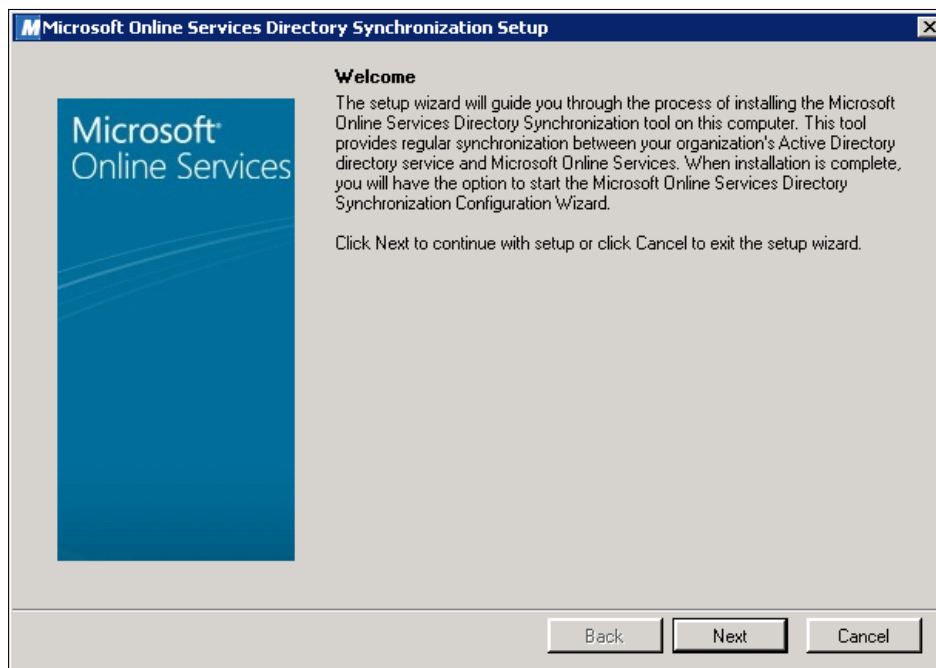 Microsoft Online Services Directory Synchronization Setup
Microsoft
Online Services
Welcome
The setup wizard will guide you through the process of installing the Microsoft
Online Services Directory Synchronization tool on this computer. This tool
provides regular synchronization between your organization's Active Directory
directory service and Microsoft Online Services. When installation is complete,
you will have the option to start the Microsoft Online Services Directory
Synchronization Configuration Wizard.
Click Next to continue with setup or click Cancel to exit the setup wizard.
Back Next Cancel